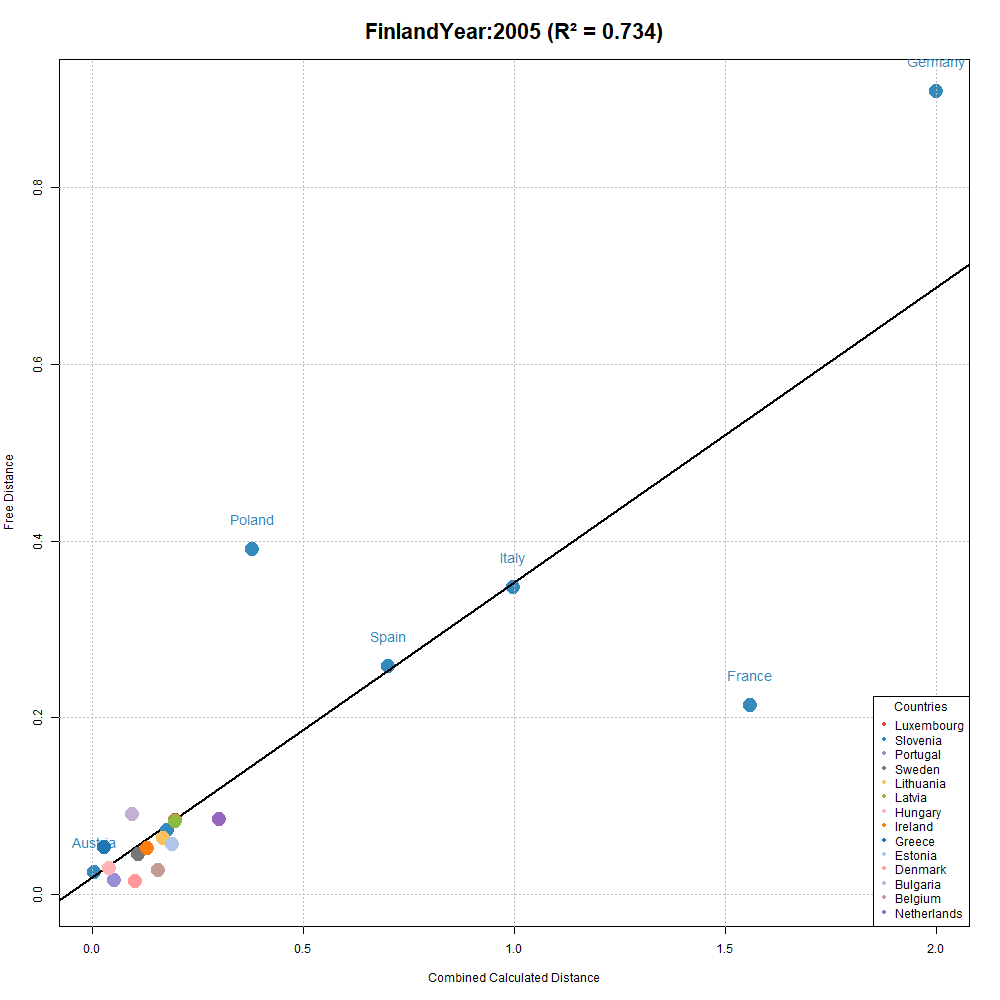 FinlandYear:2005 (R² = 0.734)
Germany
0.8
0.6
Free Distance
Poland
0.4
Italy
Spain
France
0.2
Countries
Luxembourg
Slovenia
Portugal
Sweden
Lithuania
Latvia
Hungary
Ireland
Greece
Estonia
Denmark
Bulgaria
Belgium
Netherlands
Austria
0.0
0.0 0.5 1.0 1.5 2.0
Combined Calculated Distance